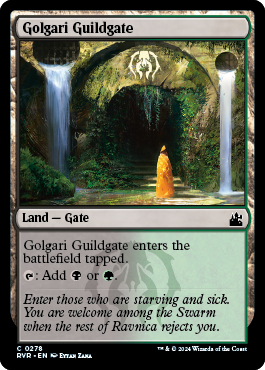 Golgari Guildgate
Land — Gate
Golgari Guildgate enters the
battlefield tapped.
: Add or
Enter those who are starving and sick.
You are welcome among the Swarm
when the rest of Ravnica rejects you.
C 0278
RVR • EN Eytan Zana
™ & © 2024 Wizards of the Coast